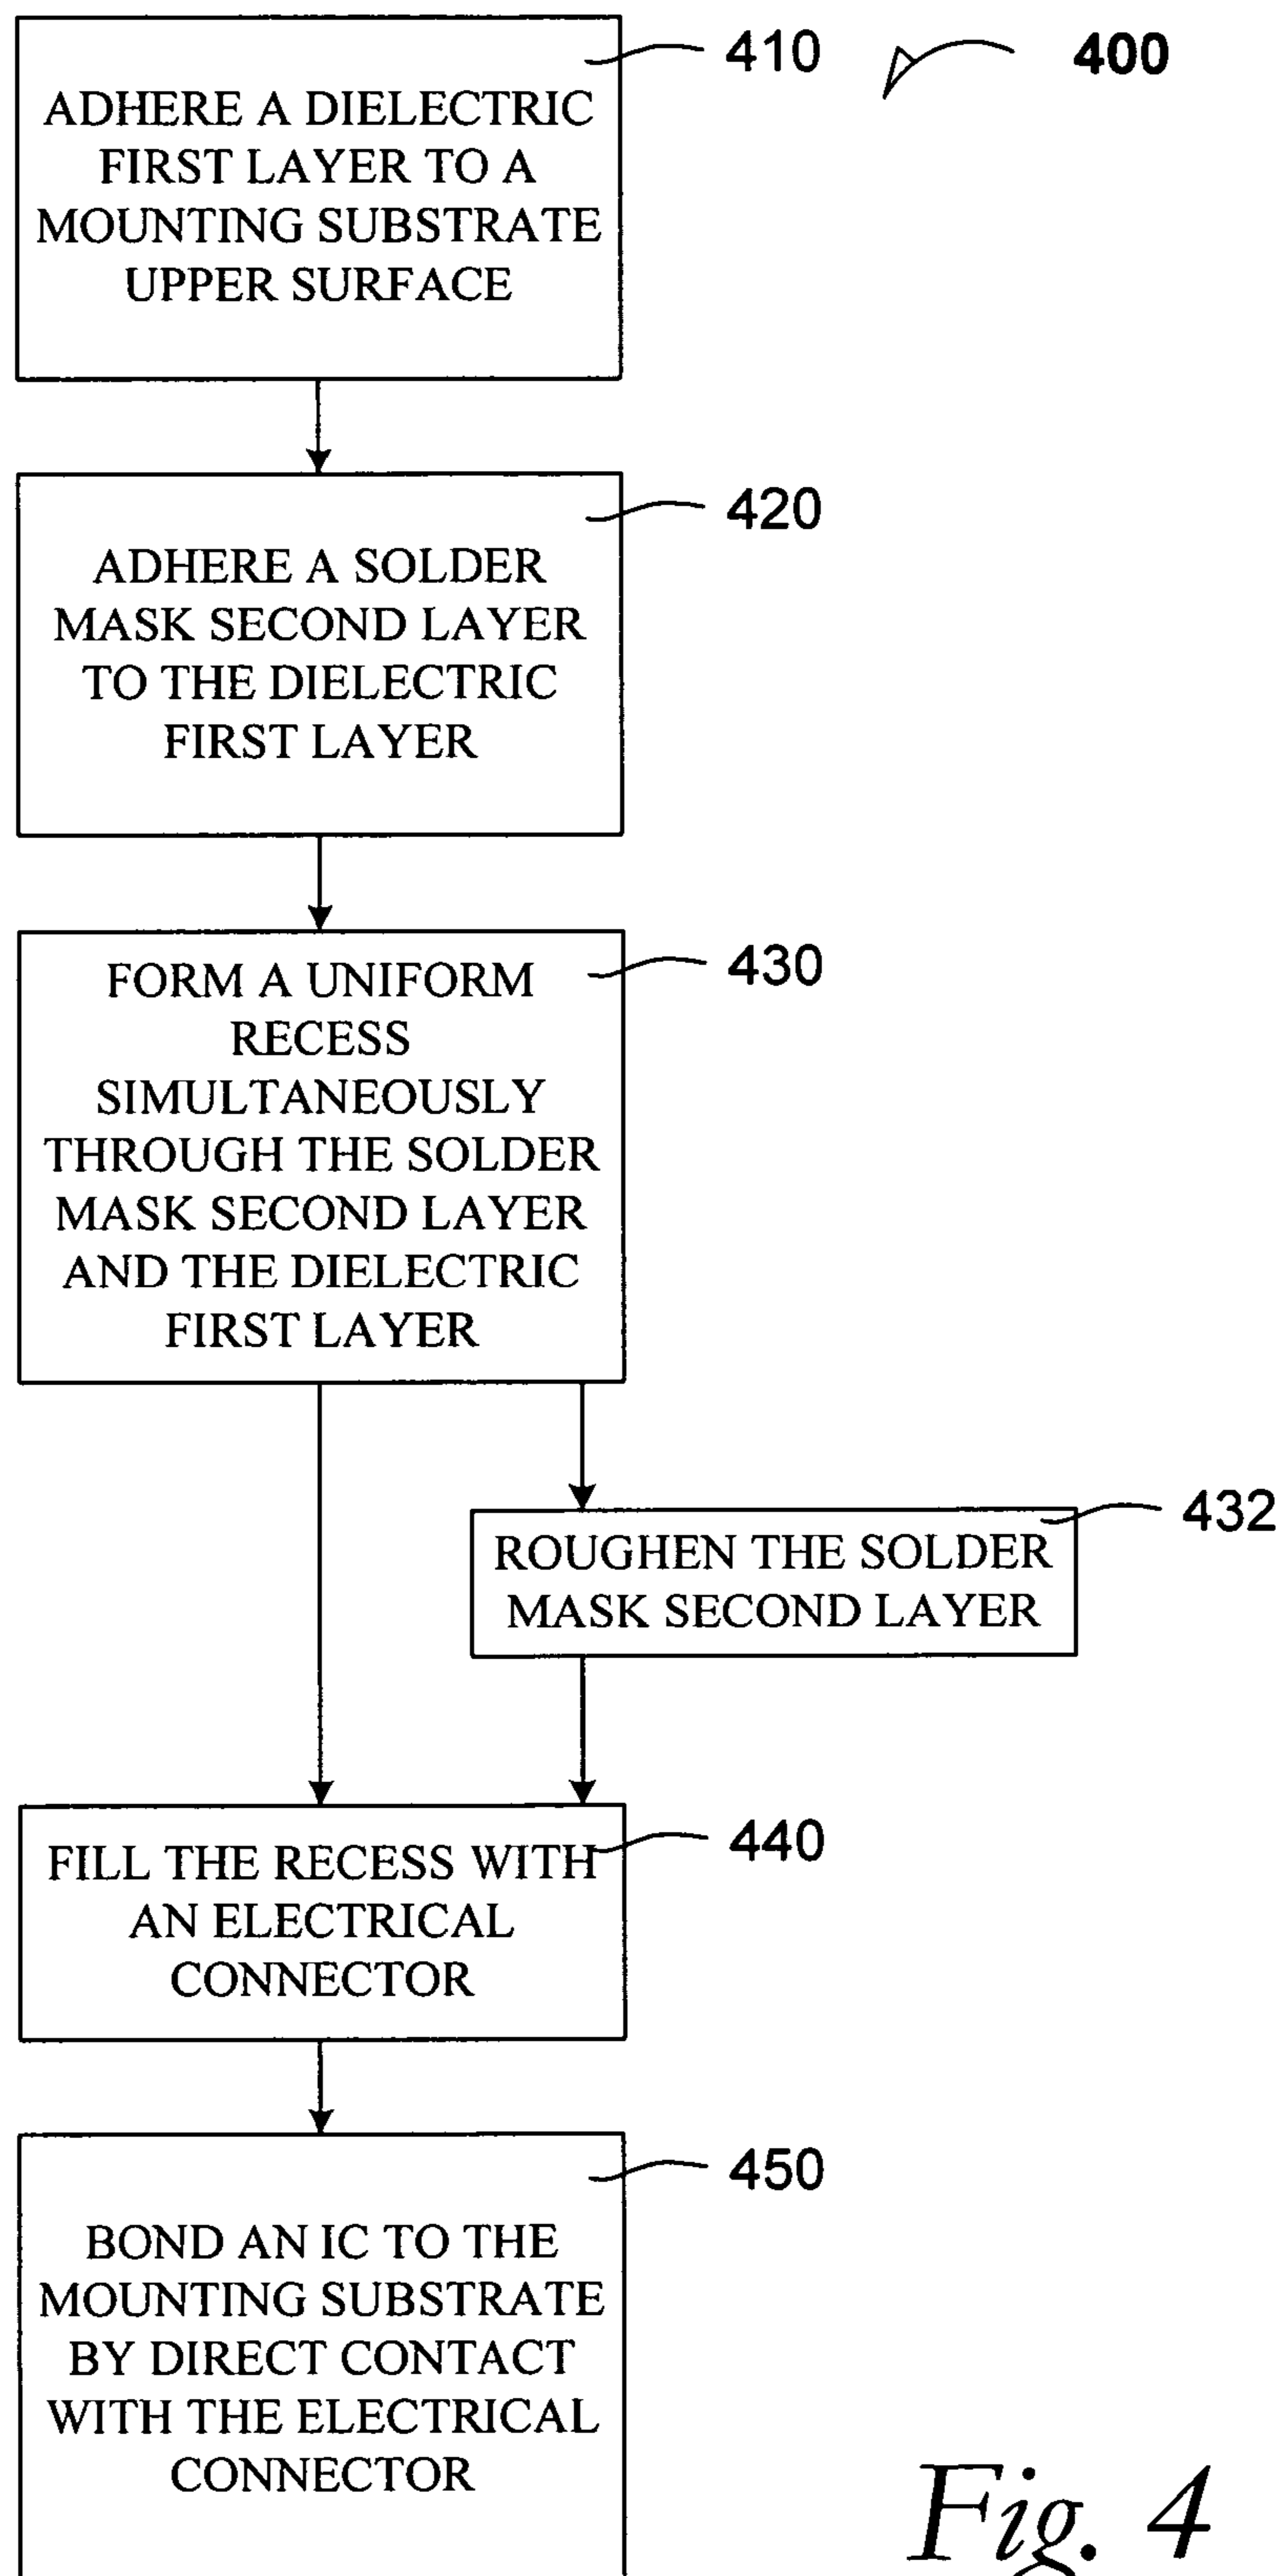 410
400
ADHERE A DIELECTRIC
FIRST LAYER TO A
MOUNTING SUBSTRATE
UPPER SURFACE
420
ADHERE A SOLDER
MASK SECOND LAYER
TO THE DIELECTRIC
FIRST LAYER
430
FORM A UNIFORM
RECESS
SIMULTANEOUSLY
THROUGH THE SOLDER
MASK SECOND LAYER
AND THE DIELECTRIC
FIRST LAYER
432
ROUGHEN THE SOLDER
MASK SECOND LAYER
440
FILL THE RECESS WITH
AN ELECTRICAL
CONNECTOR
450
BOND AN IC TO THE
MOUNTING SUBSTRATE
BY DIRECT CONTACT
WITH THE ELECTRICAL
CONNECTOR
Fig. 4